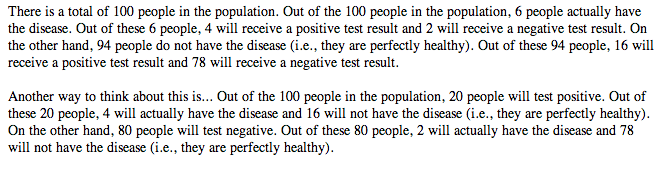 There is a total of 100 people in the population. Out of the 100 people in the population, 6 people actually have
the disease. Out of these 6 people, 4 will receive a positive test result and 2 will receive a negative test result. On
the other hand, 94 people do not have the disease (i.e., they are perfectly healthy). Out of these 94 people, 16 will
receive a positive test result and 78 will receive a negative test result.
Another way to think about this is... Out of the 100 people in the population, 20 people will test positive. Out of
these 20 people, 4 will actually have the disease and 16 will not have the disease (i.e., they are perfectly healthy).
On the other hand, 80 people will test negative. Out of these 80 people, 2 will actually have the disease and 78
will not have the disease (i.e., they are perfectly healthy).